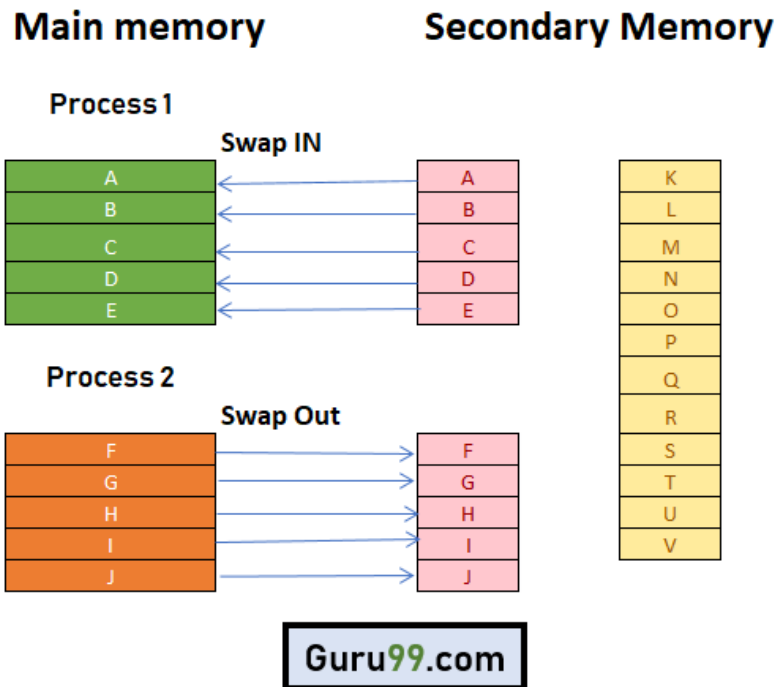 Main memory Secondary Memory
Process 1
Swap IN
A A K
B B L
C C M
D D N
E E O
P
Process 2 Q
Swap Out R
F F S
G G T
H H U
I I V
J J
Guru99.com